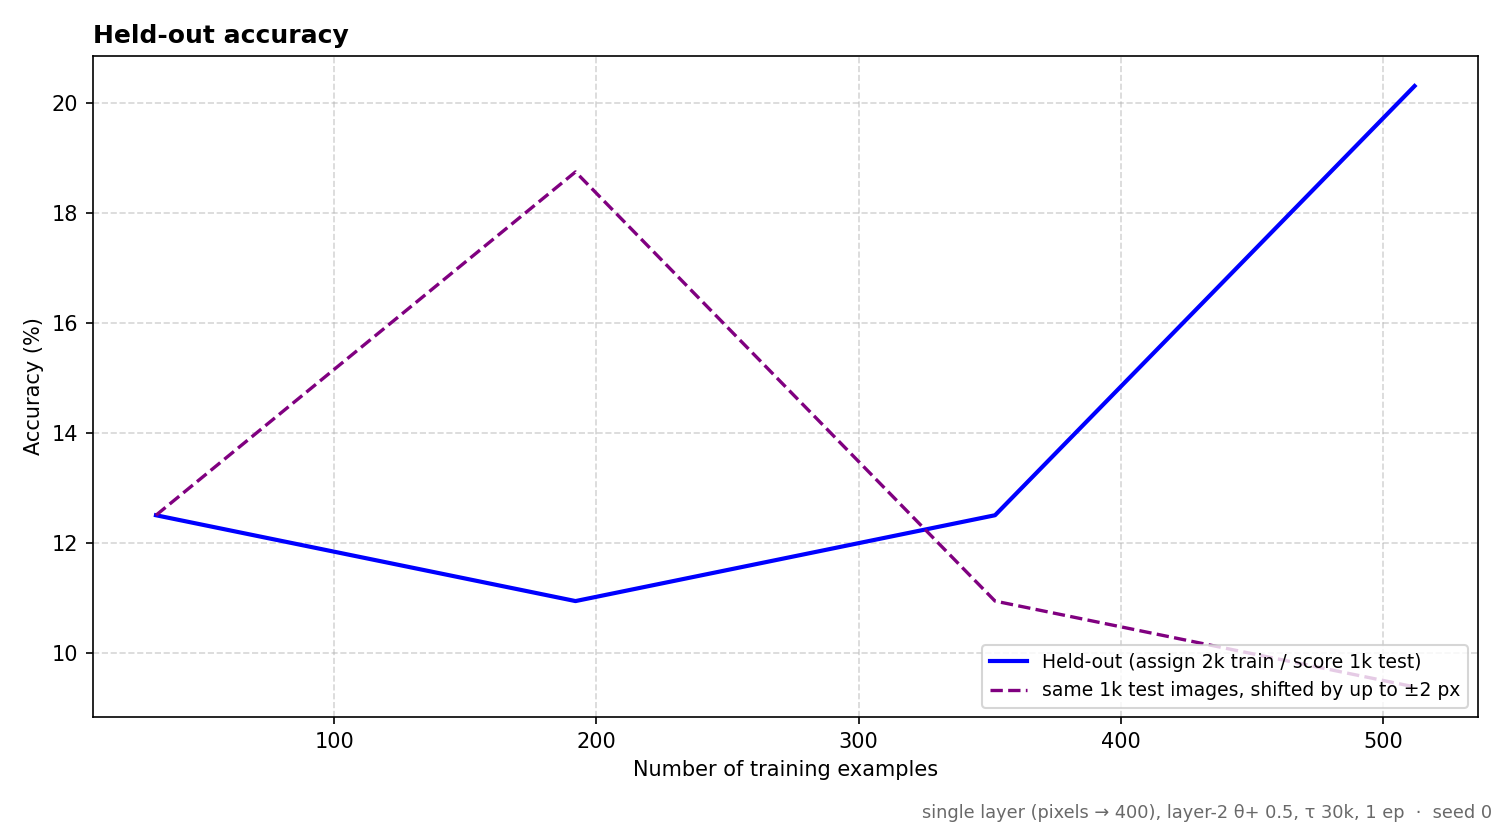 Held-out accuracy
20
18
16
14
12
10
Accuracy (%)
Held-out (assign 2k train / score 1k test)
same 1k test images, shifted by up to ±2 px
100 200 300 400 500
Number of training examples
single layer (pixels → 400), layer-2 θ+ 0.5, τ 30k, 1 ep · seed 0